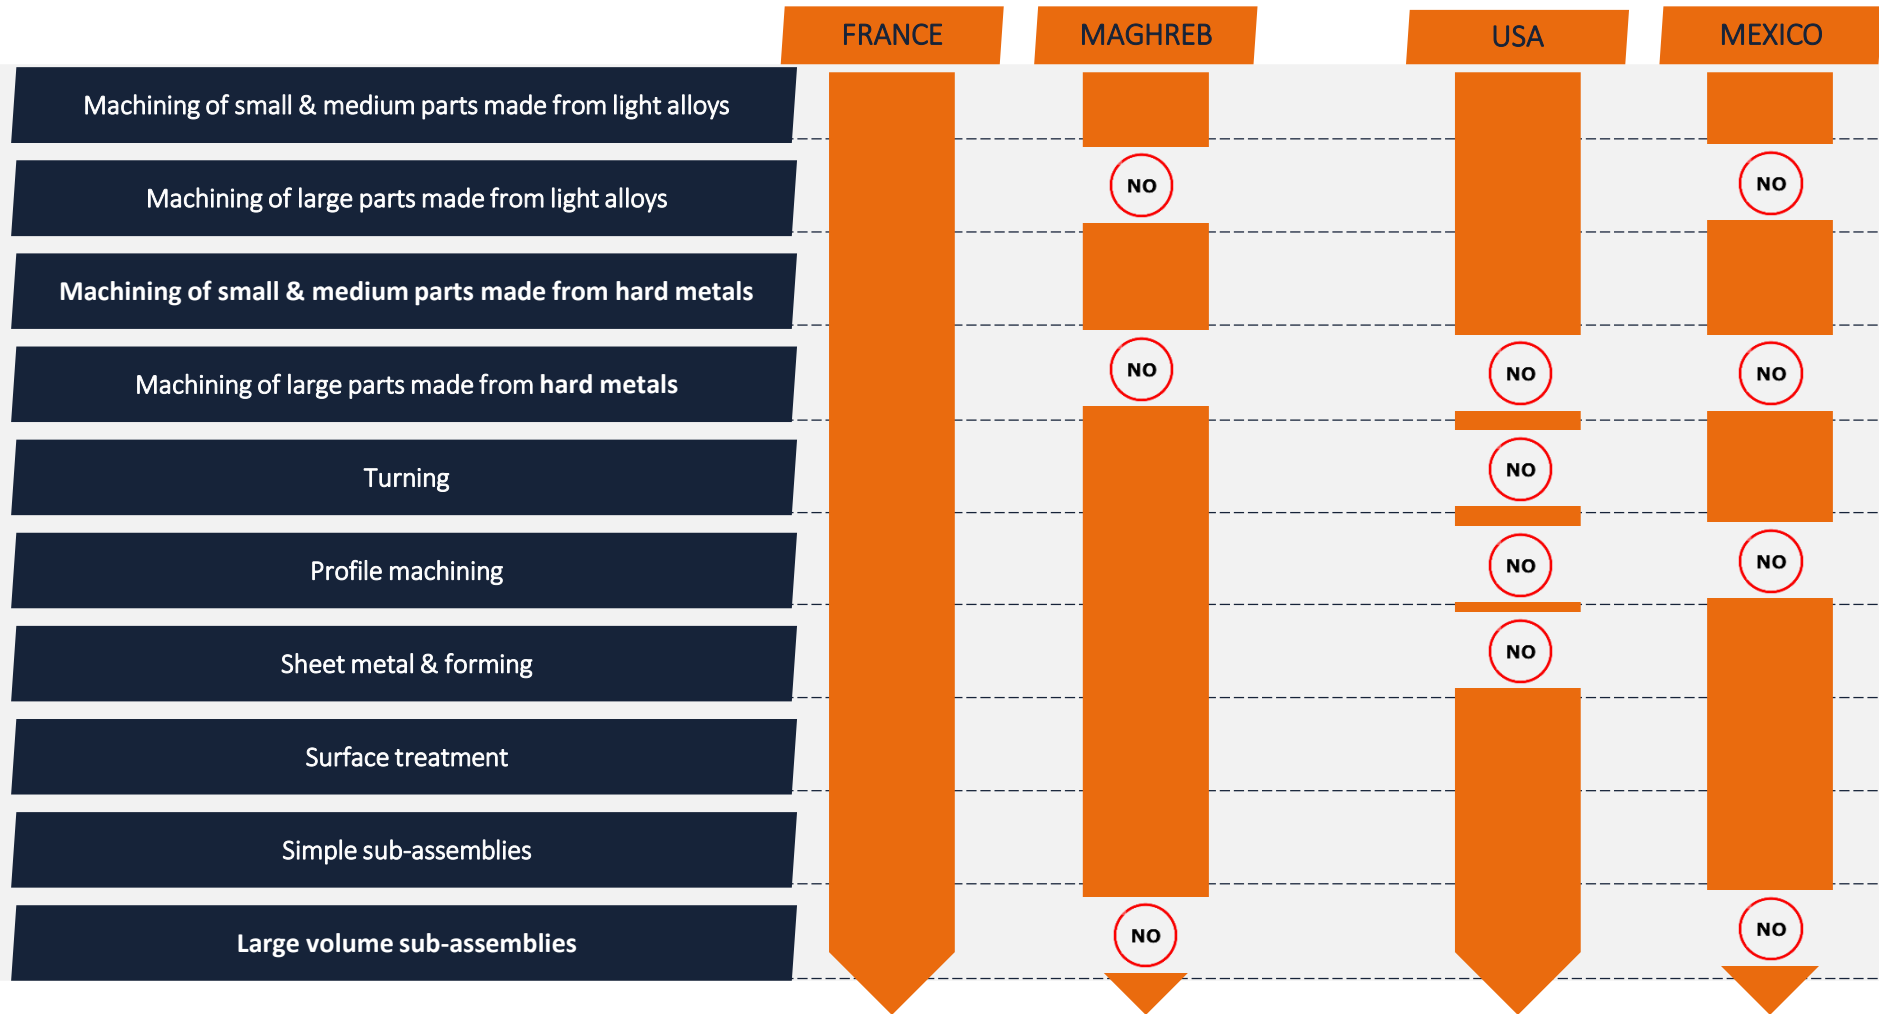 FRANCE MAGHREB USA MEXICO
Machining of small & medium parts made from light alloys
Machining of large parts made from light alloys NO NO
Machining of small & medium parts made from hard metals
Machining of large parts made from hard metals NO NO NO
Turning NO
Profile machining NO NO
Sheet metal & forming NO
Surface treatment
Simple sub-assemblies
Large volume sub-assemblies NO NO